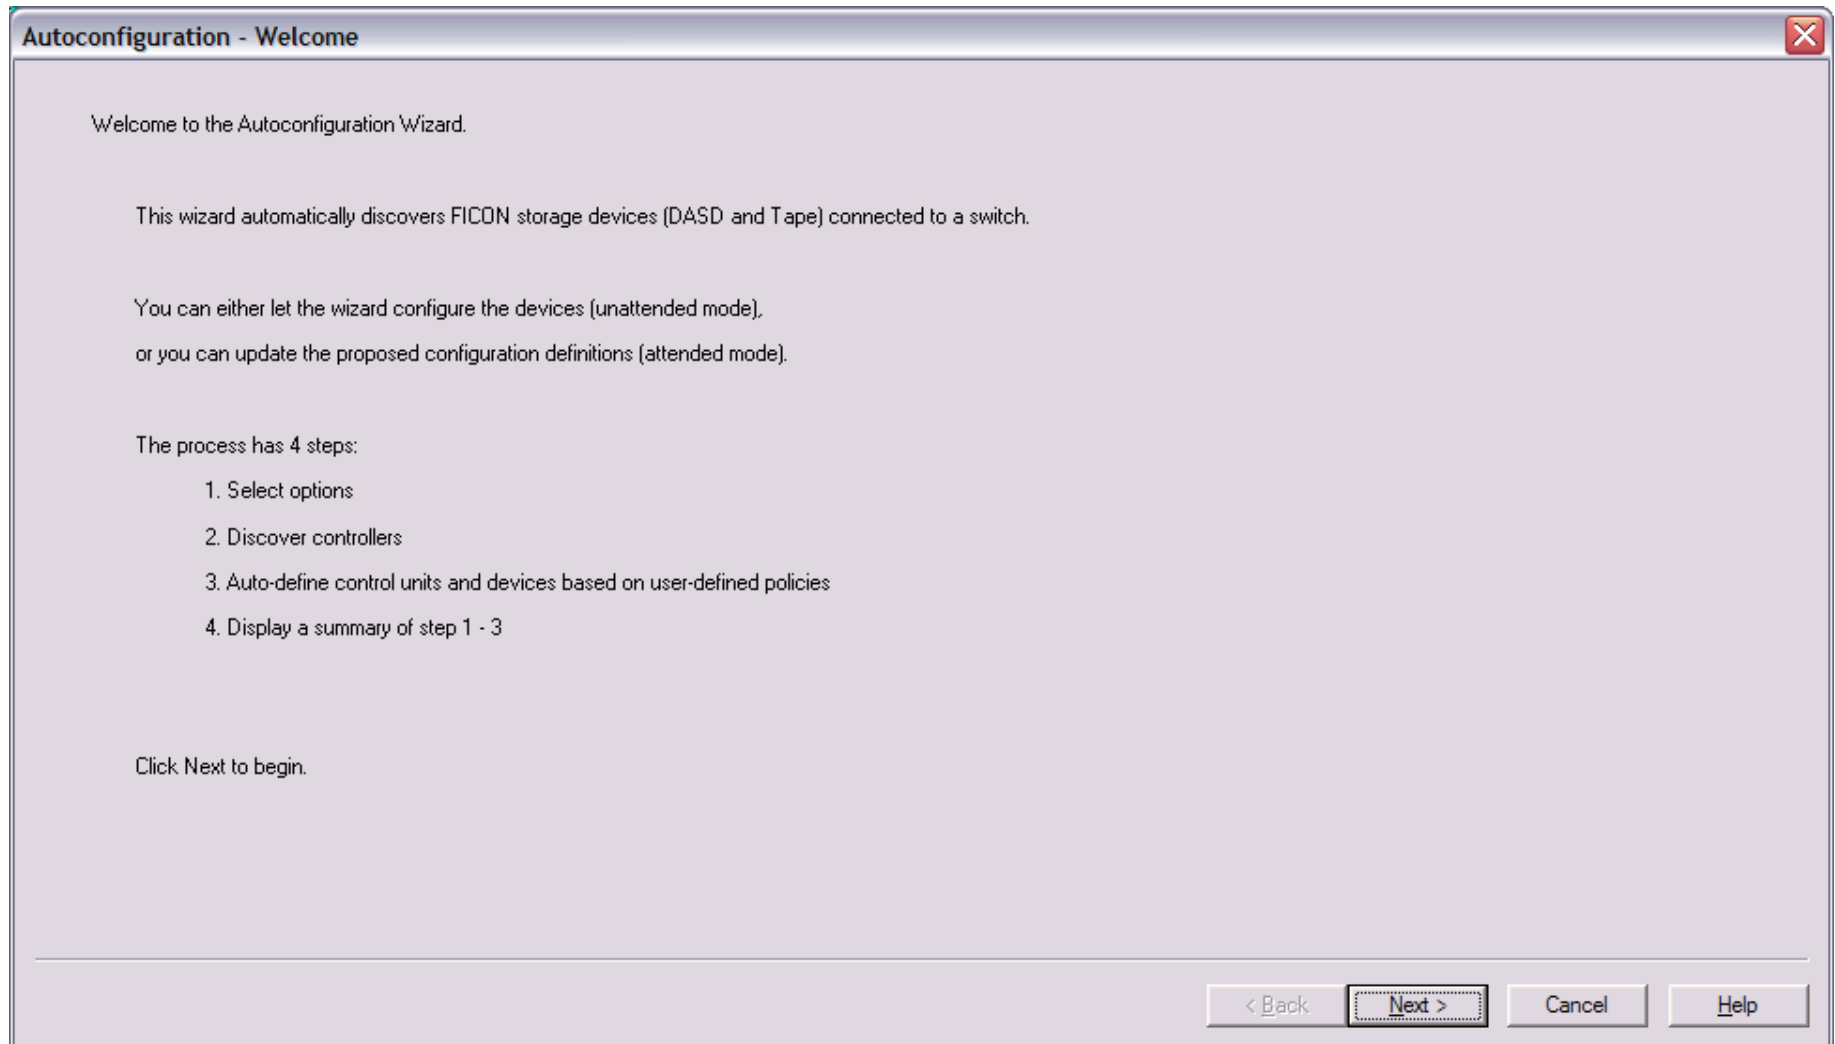 Autoconfiguration - Welcome
Welcome to the Autoconfiguration Wizard.
This wizard automatically discovers FICON storage devices (DASD and Tape) connected to a switch.
You can either let the wizard configure the devices (unattended mode),
or you can update the proposed configuration definitions (attended mode).
The process has 4 steps:
1. Select options
2. Discover controllers
3. Auto-define control units and devices based on user-defined policies
4. Display a summary of step 1 - 3
Click Next to begin.
< Back Next > Cancel Help